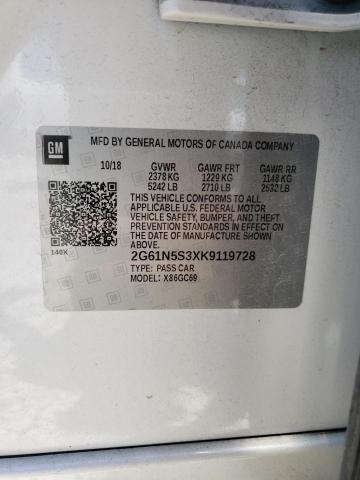 GM
MFD BY GENERAL MOTORS OF CANADA COMPANY
10/18 GVWR GAWR FRT GAWR RR
2378 KG 1229 KG 1148 KG
5242 LB 2710 LB 2532 LB
THIS VEHICLE CONFORMS TO ALL
APPLICABLE U.S. FEDERAL MOTOR
VEHICLE SAFETY, BUMPER, AND THEFT
PREVENTION STANDARDS IN EFFECT ON
THE DATE OF MANUFACTURE SHOWN
ABOVE.
140K
2G61N5S3XK9119728
TYPE: PASS CAR
MODEL: X86GC69